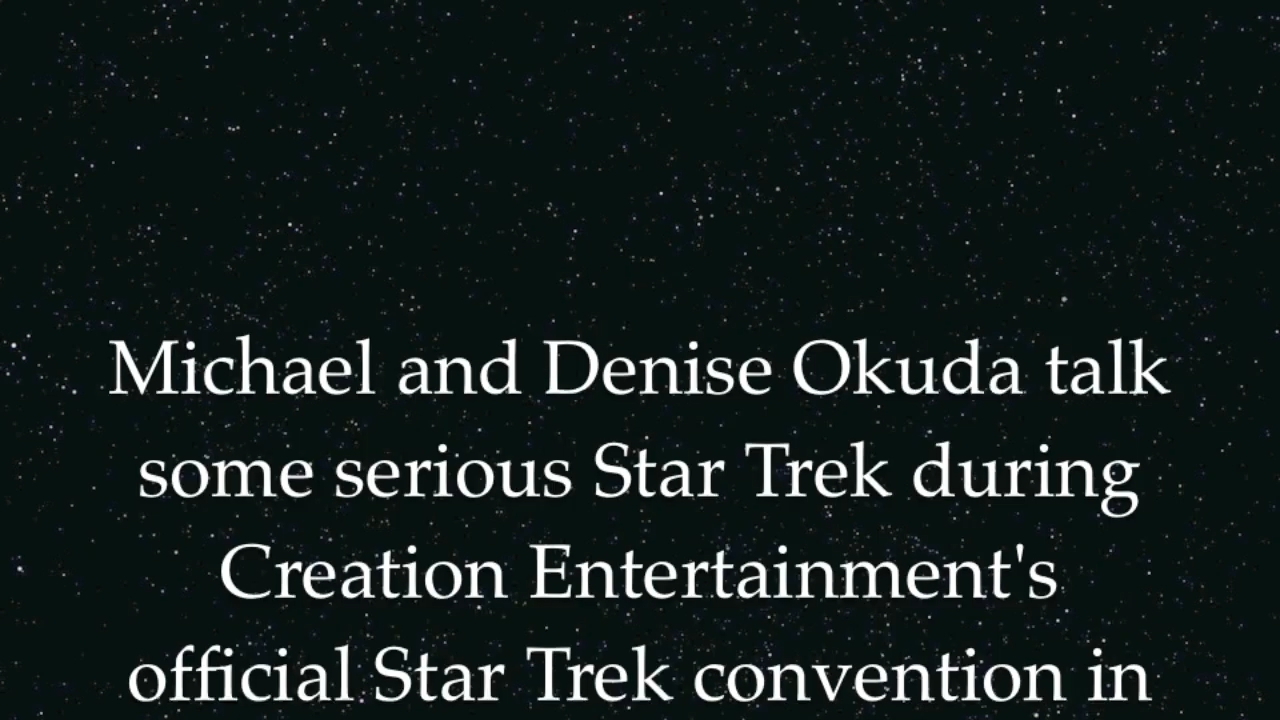 Michael and Denise Okuda talk
some serious Star Trek during
Creation Entertainment's
official Star Trek convention in